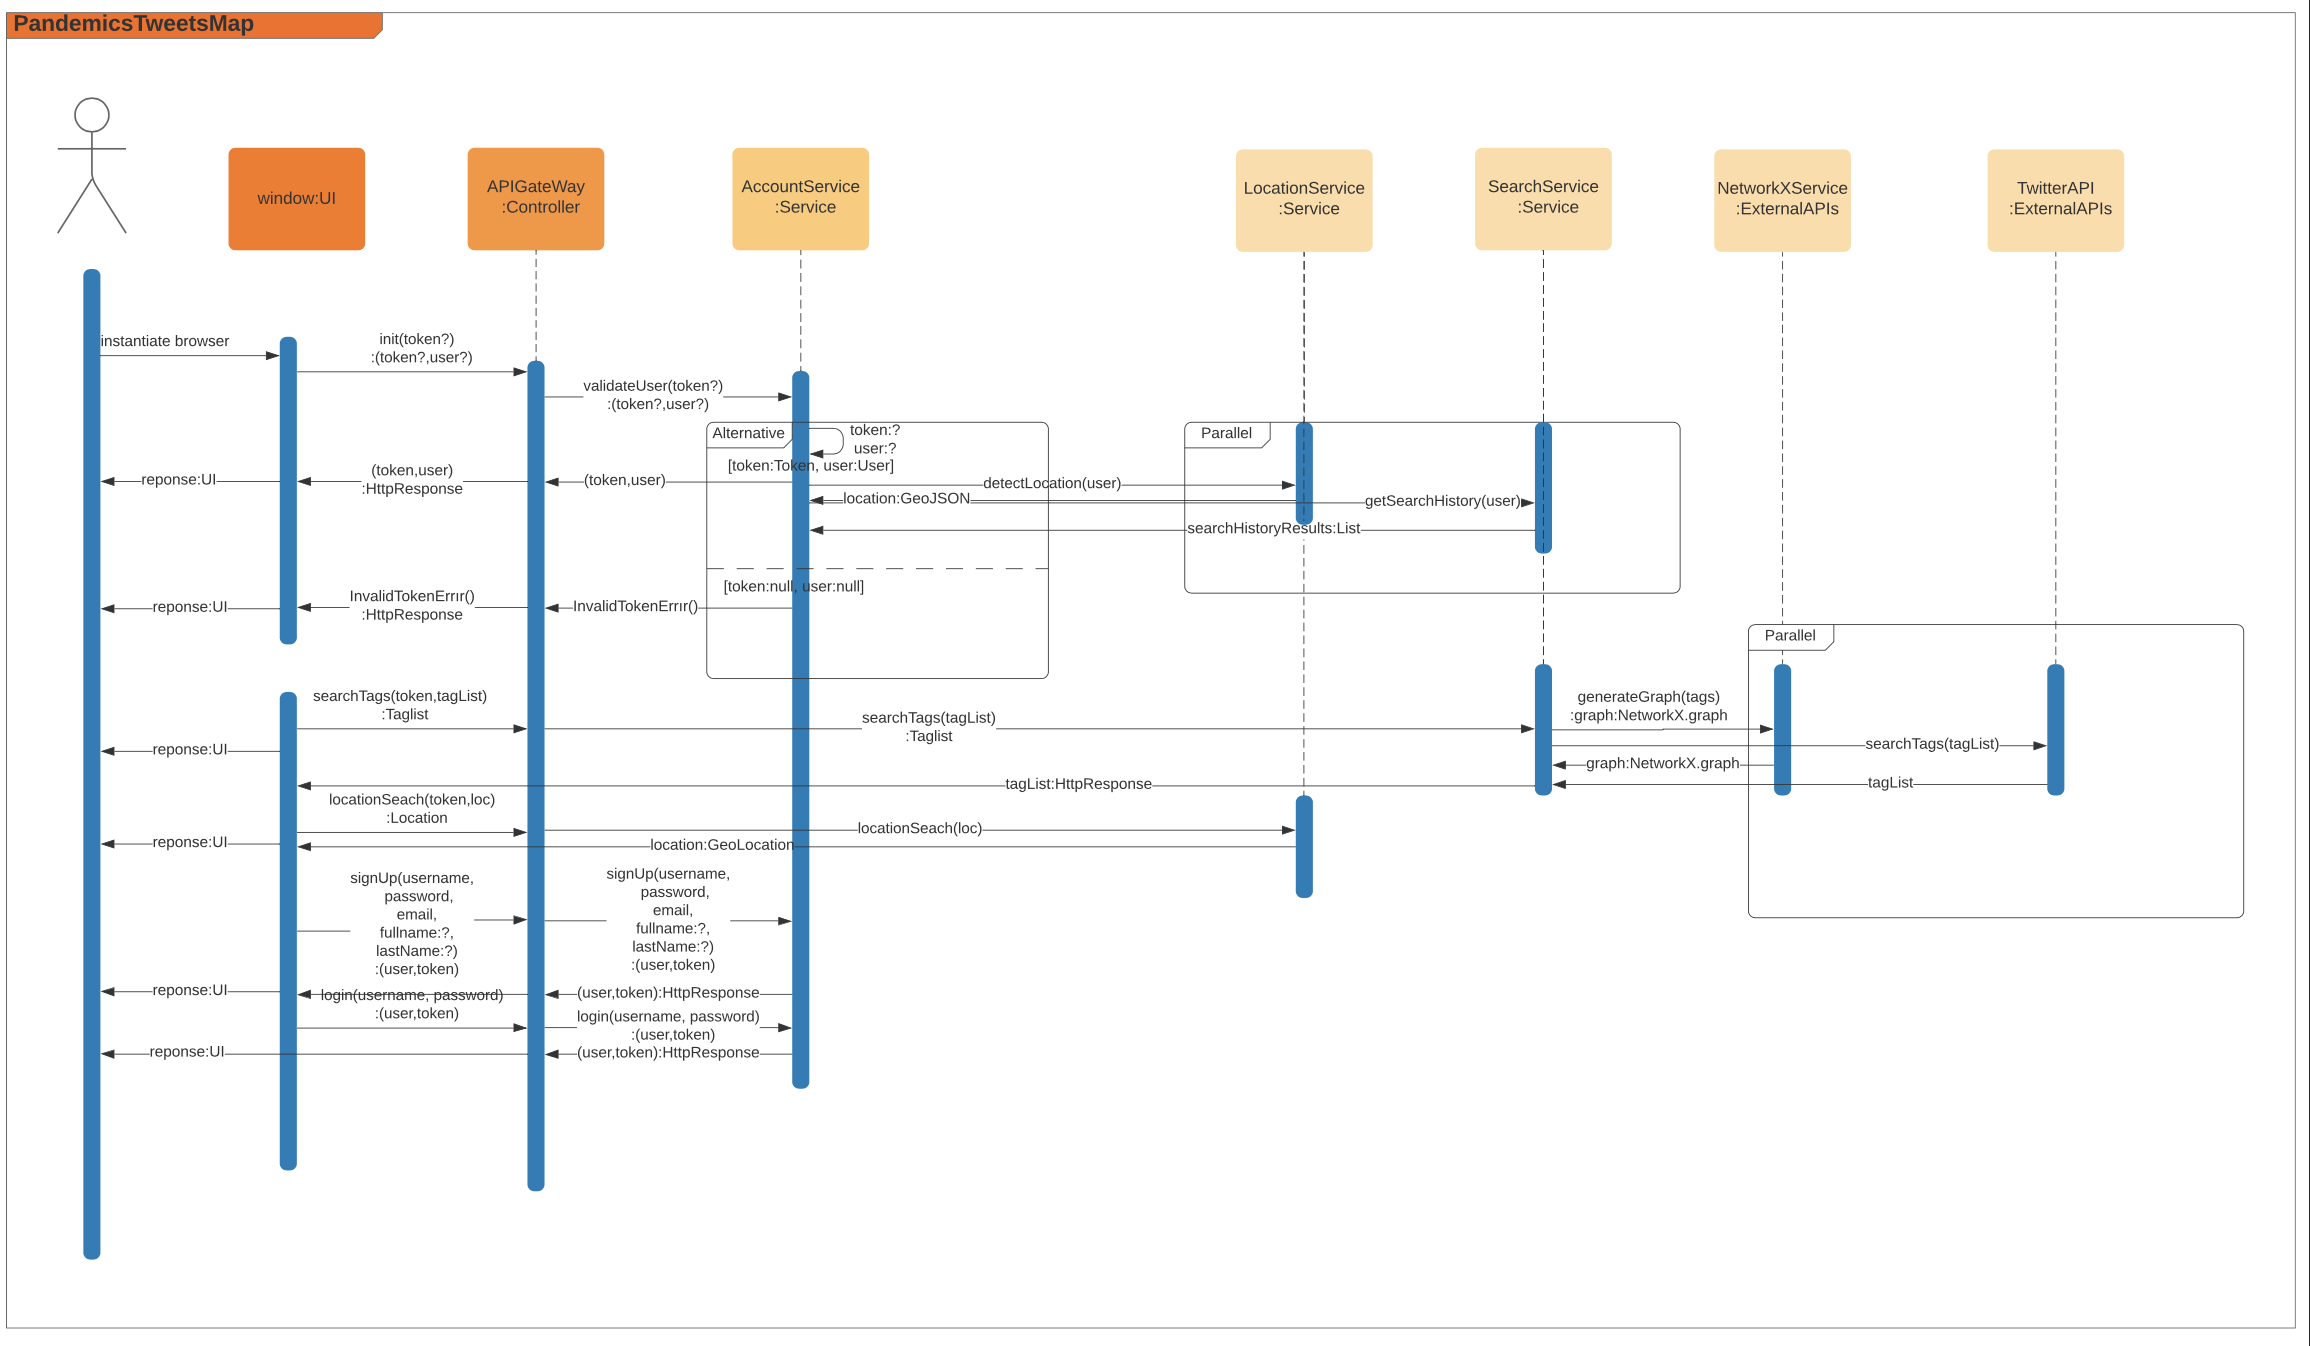 PandemicsTweetsMap
window:UI
APIGateWay
:Controller
AccountService
:Service
LocationService
:Service
SearchService
:Service
NetworkXService
:ExternalAPIs
TwitterAPI
:ExternalAPIs
instantiate browser
init(token?)
:(token?,user?)
validateUser(token?)
:(token?,user?)
Alternative
token:?
user:?
[token:Token, user:User]
Parallel
reponse:UI
(token,user)
:HttpResponse
(token,user)
detectLocation(user)
location:GeoJSON
getSearchHistory(user)
searchHistoryResults:List
[token:null, user:null]
reponse:UI
InvalidTokenErrır()
:HttpResponse
InvalidTokenErrır()
Parallel
searchTags(token,tagList)
:Taglist
searchTags(tagList)
:Taglist
generateGraph(tags)
:graph:NetworkX.graph
reponse:UI
searchTags(tagList)
graph:NetworkX.graph
tagList:HttpResponse
tagList
locationSeach(token,loc)
:Location
locationSeach(loc)
reponse:UI
location:GeoLocation
signUp(username,
password,
email,
fullname:?,
lastName:?)
:(user,token)
signUp(username,
password,
email,
fullname:?,
lastName:?)
:(user,token)
reponse:UI
(user,token):HttpResponse
login(username, password)
:(user,token)
login(username, password)
:(user,token)
reponse:UI
(user,token):HttpResponse